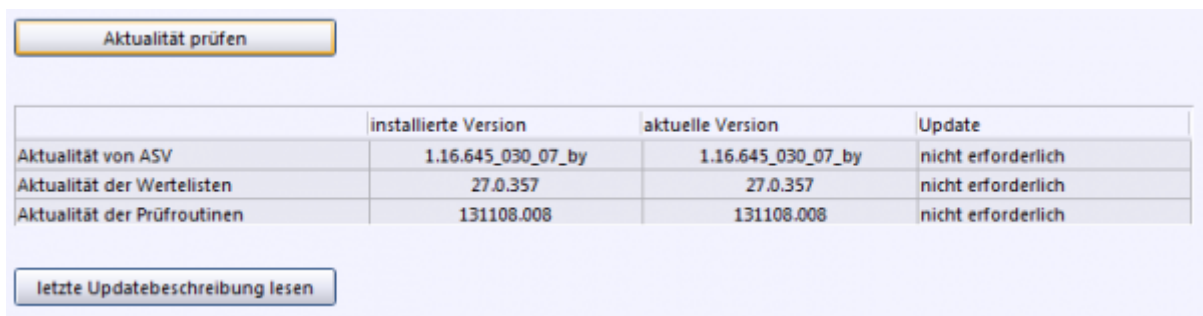 Aktualität prüfen
installierte Version aktuelle Version Update
Aktualität von ASV 1.16.645_030_07_by 1.16.645_030_07_by nicht erforderlich
Aktualität der Wertelisten 27.0.357 27.0.357 nicht erforderlich
Aktualität der Prüfroutinen 131108.008 131108.008 nicht erforderlich
letzte Updatebeschreibung lesen